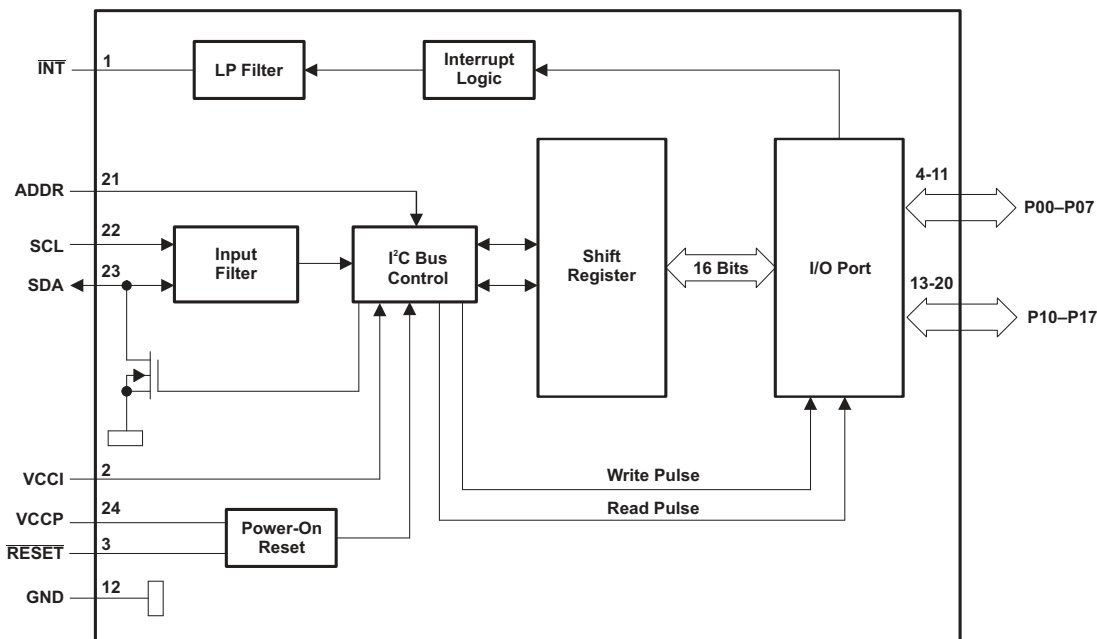 INT
1
LP Filter
Interrupt
Logic
ADDR
21
4-11
P00–P07
SCL
22
SDA
23
Input
Filter
I²C Bus
Control
Shift
Register
16 Bits
I/O Port
13-20
P10–P17
VCCI
2
Write Pulse
VCCP
24
Read Pulse
RESET
3
Power-On
Reset
GND
12